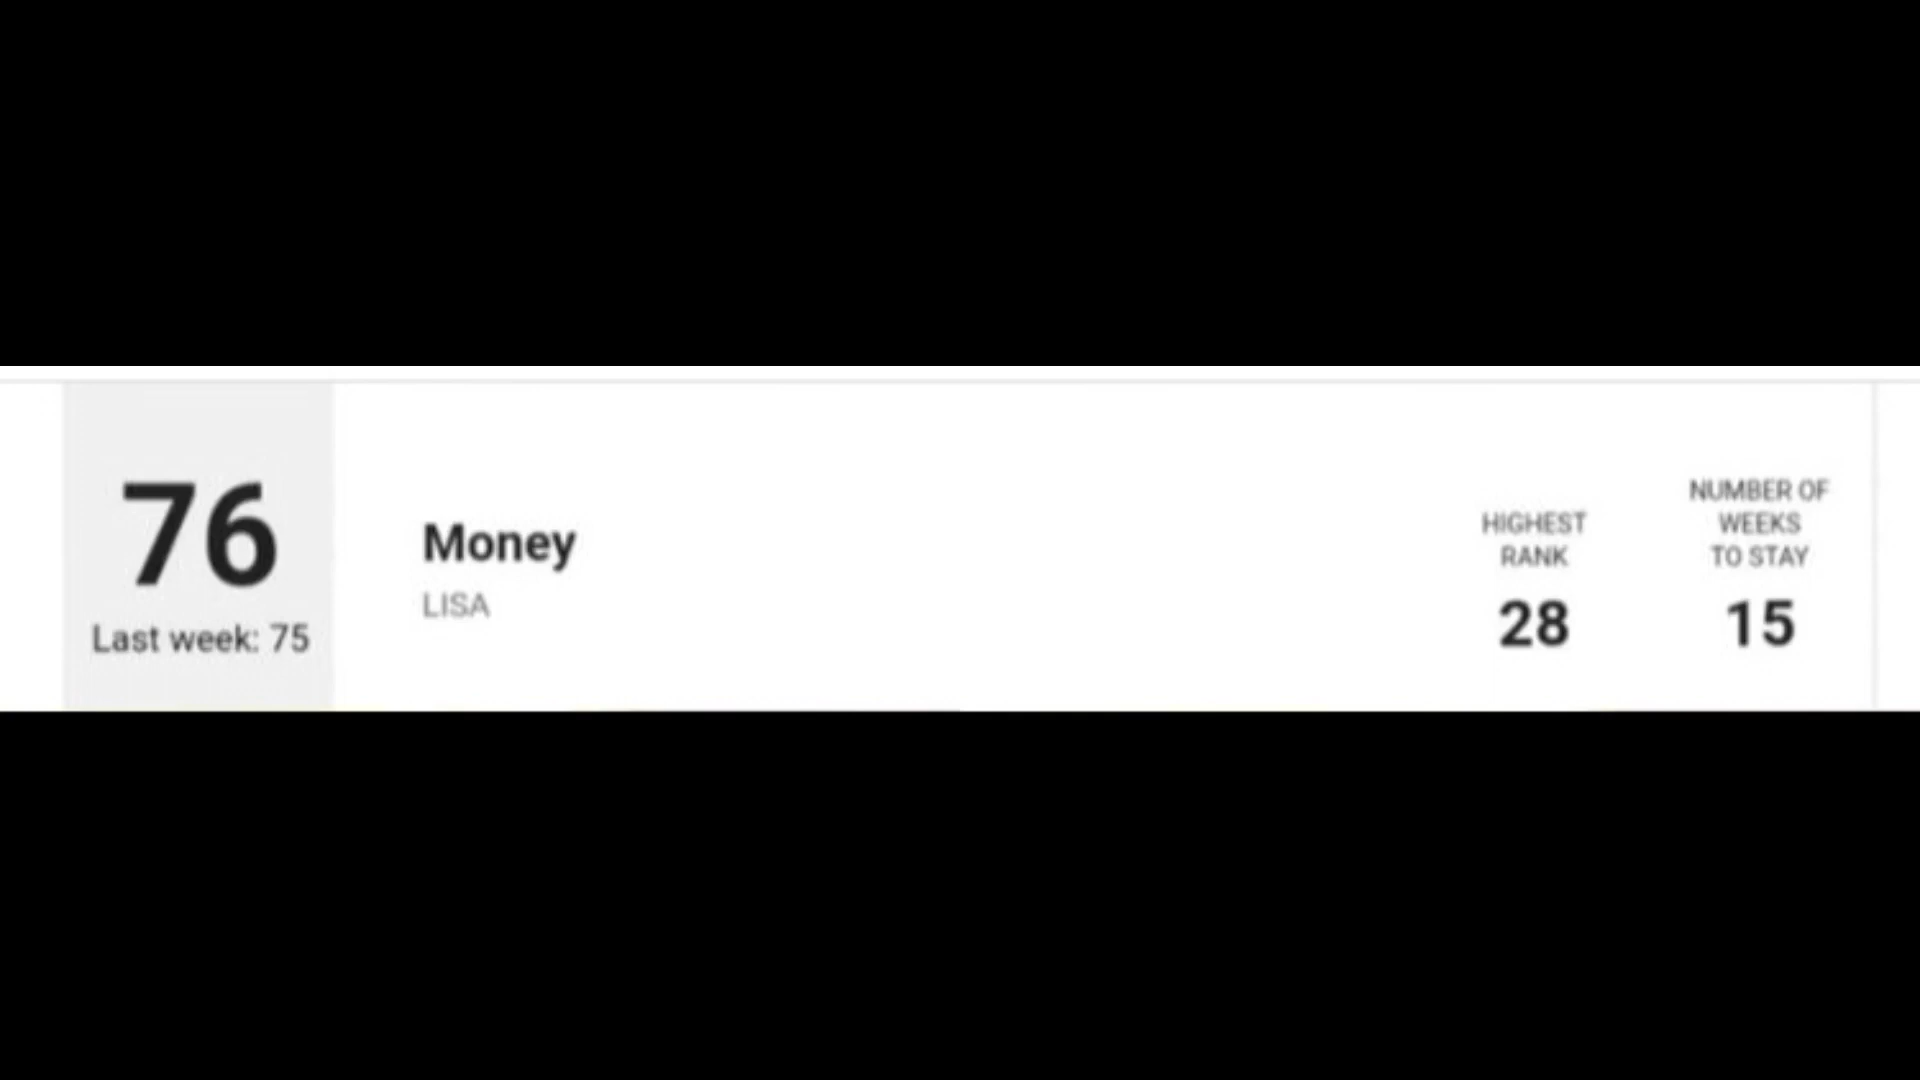 76
Last week: 75
Money
LISA
HIGHEST
RANK
28
NUMBER OF
WEEKS
TO STAY
15